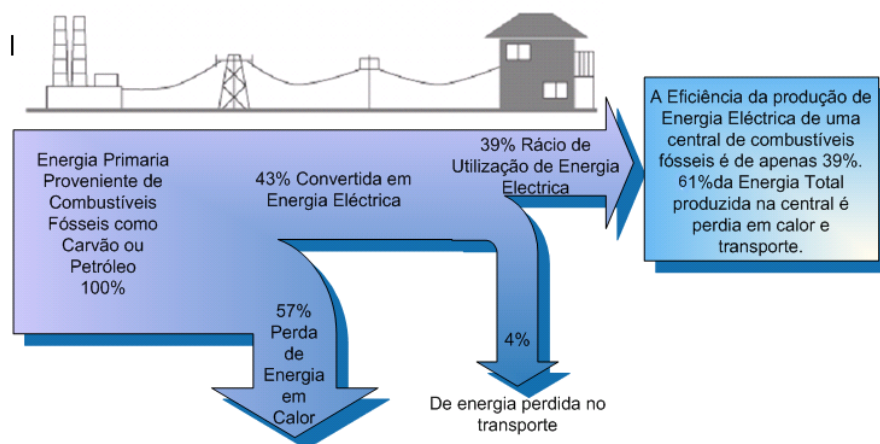 I
Energia Primaria
Proveniente de
Combustíveis
Fósseis como
Carvão ou
Petróleo
100%
43% Convertida em
Energia Eléctrica
39% Rácio de
Utilização de Energia
Electrica
57%
Perda
de
Energia
em
Calor
4%
De energia perdida no
transporte
A Eficiência da produção de
Energia Eléctrica de uma
central de combustíveis
fósseis é de apenas 39%.
61%da Energia Total
produzida na central é
perdia em calor e
transporte.